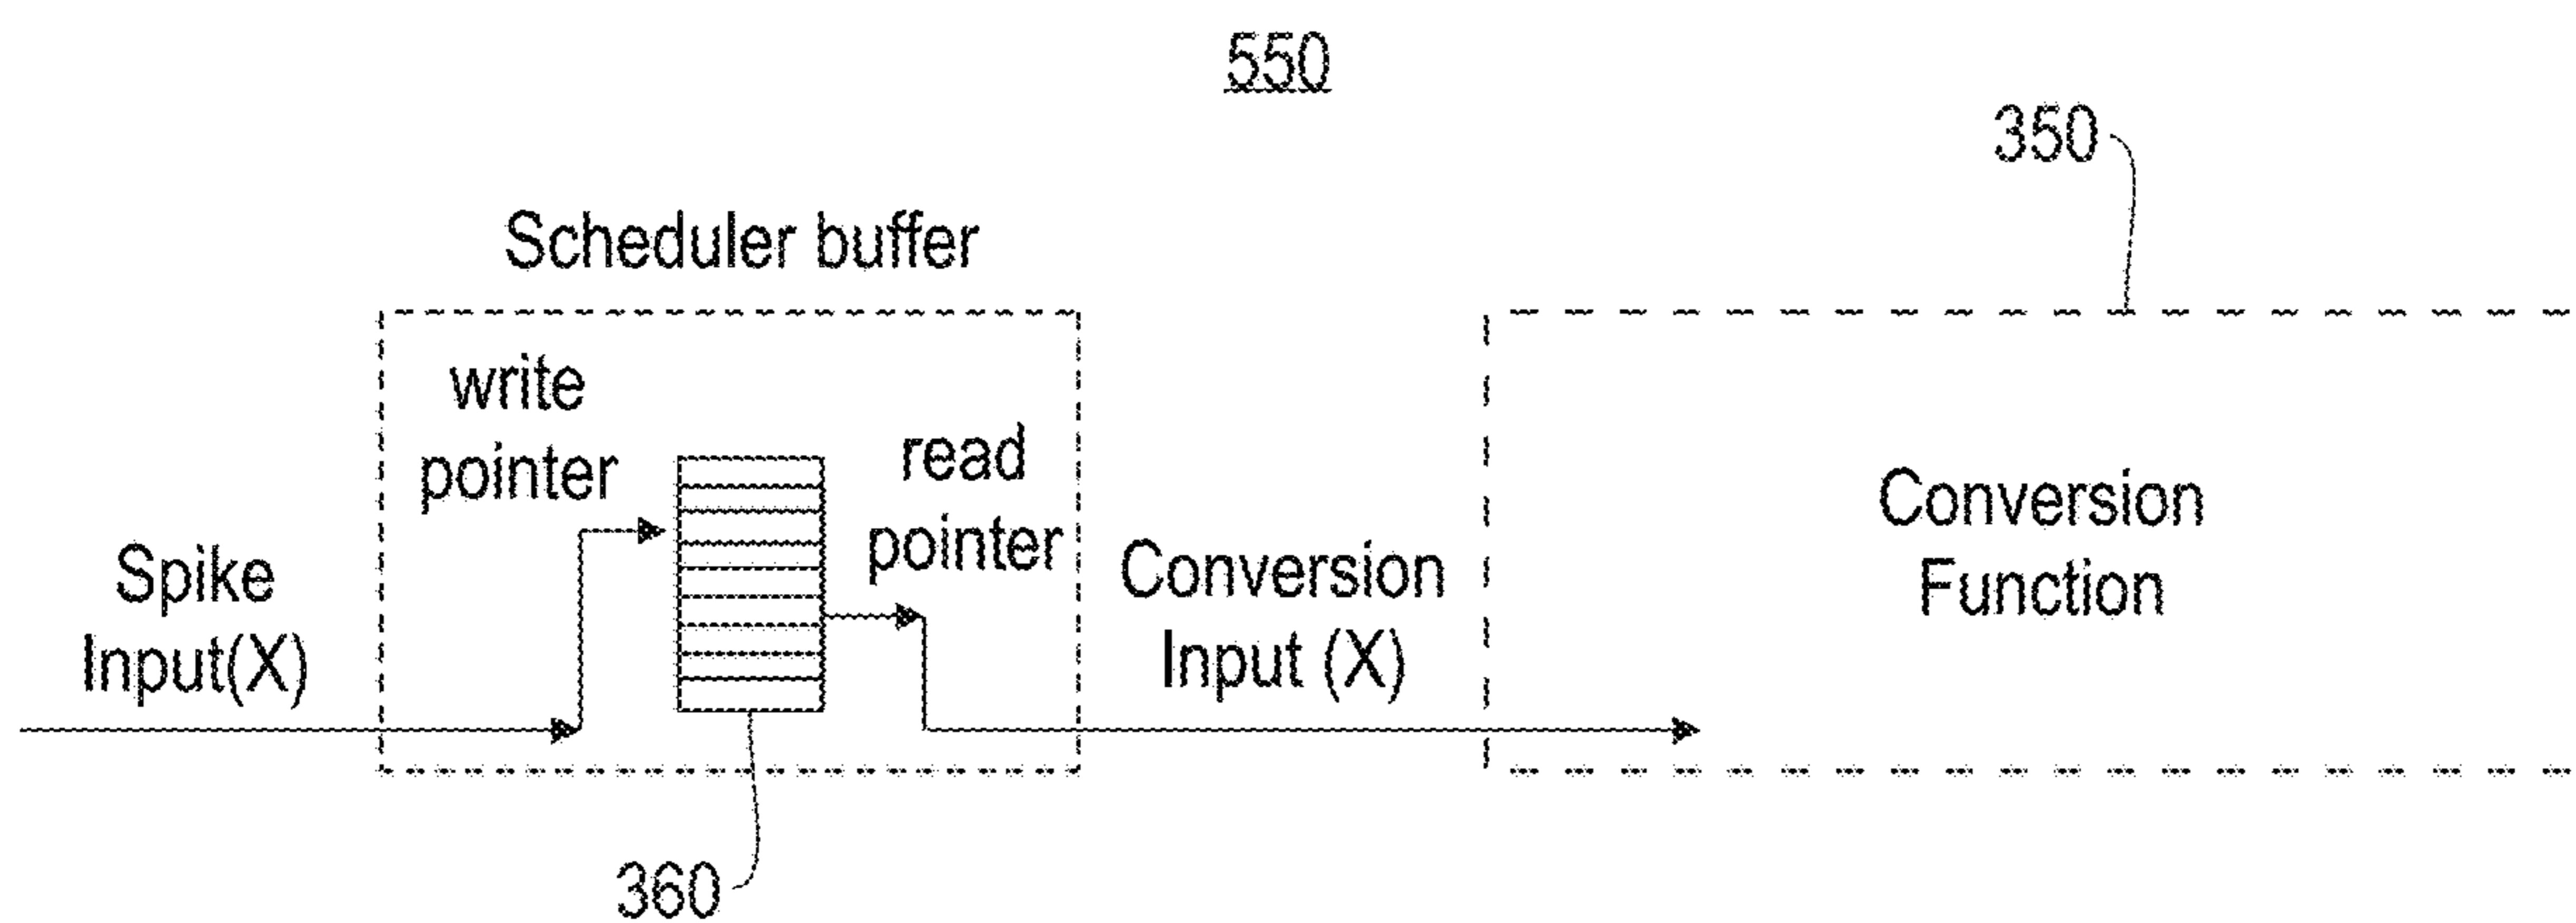 550
350
Scheduler buffer
write
pointer
read
pointer
Spike
Input(X)
Conversion
Input (X)
Conversion
Function
360